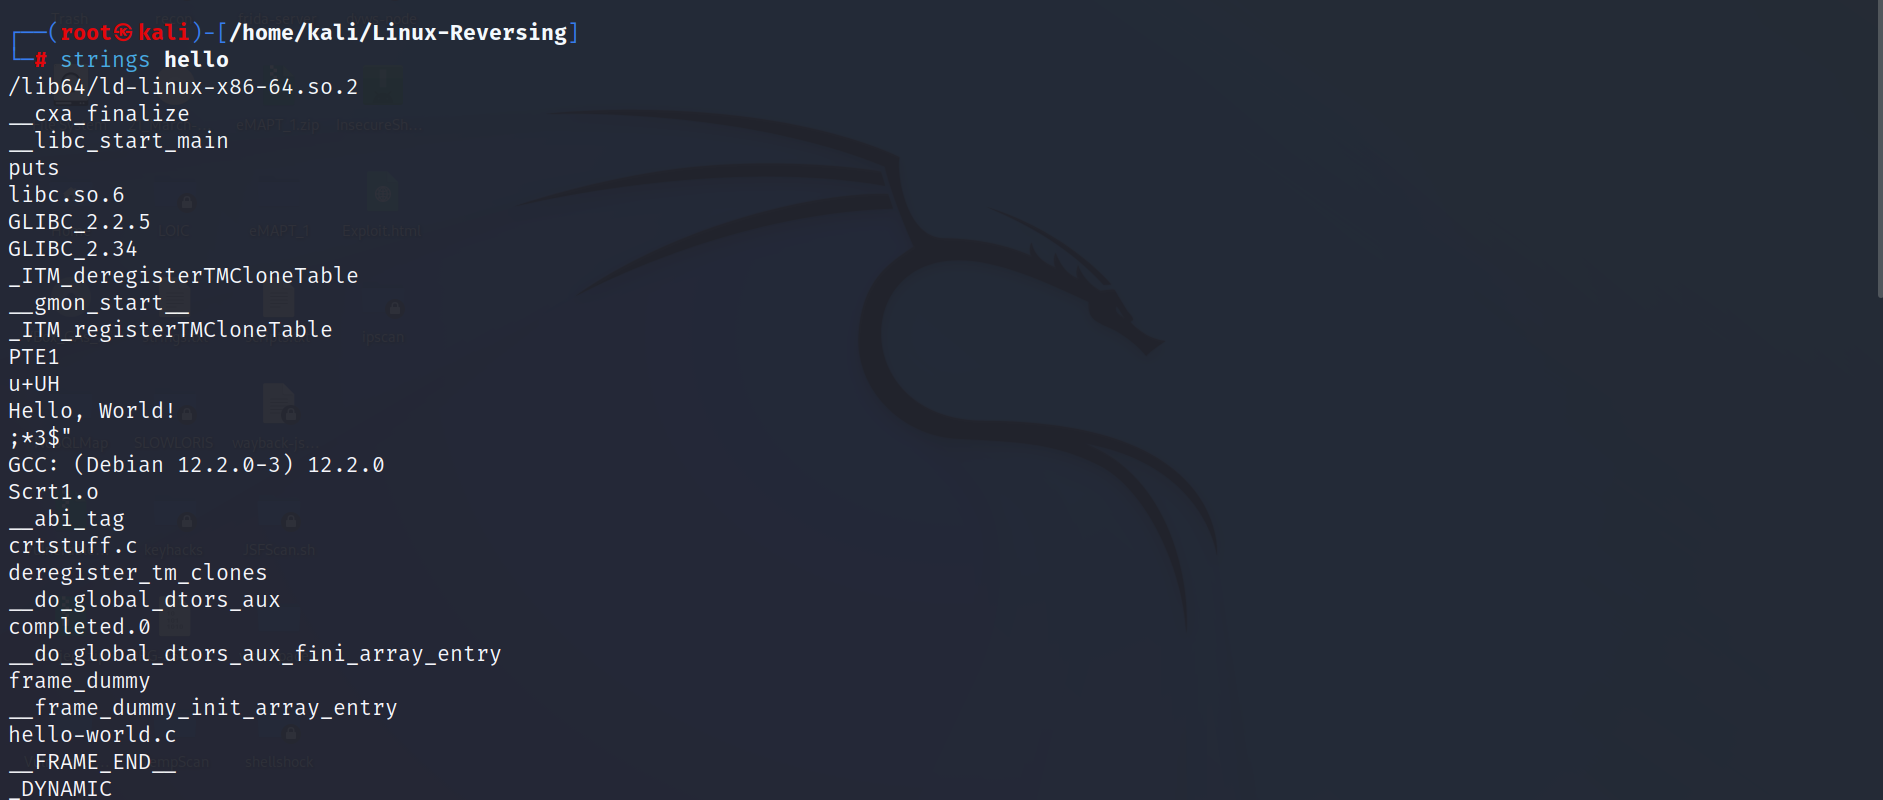 ┌──(root㉿kali)-[/home/kali/Linux-Reversing]
└─# strings hello
/lib64/ld-linux-x86-64.so.2
__cxa_finalize
__libc_start_main
puts
libc.so.6
GLIBC_2.2.5
GLIBC_2.34
_ITM_deregisterTMCloneTable
__gmon_start__
_ITM_registerTMCloneTable
PTE1
u+UH
Hello, World!
;*3$"
GCC: (Debian 12.2.0-3) 12.2.0
Scrt1.o
__abi_tag
crtstuff.c
deregister_tm_clones
__do_global_dtors_aux
completed.0
__do_global_dtors_aux_fini_array_entry
frame_dummy
__frame_dummy_init_array_entry
hello-world.c
__FRAME_END__
_DYNAMIC